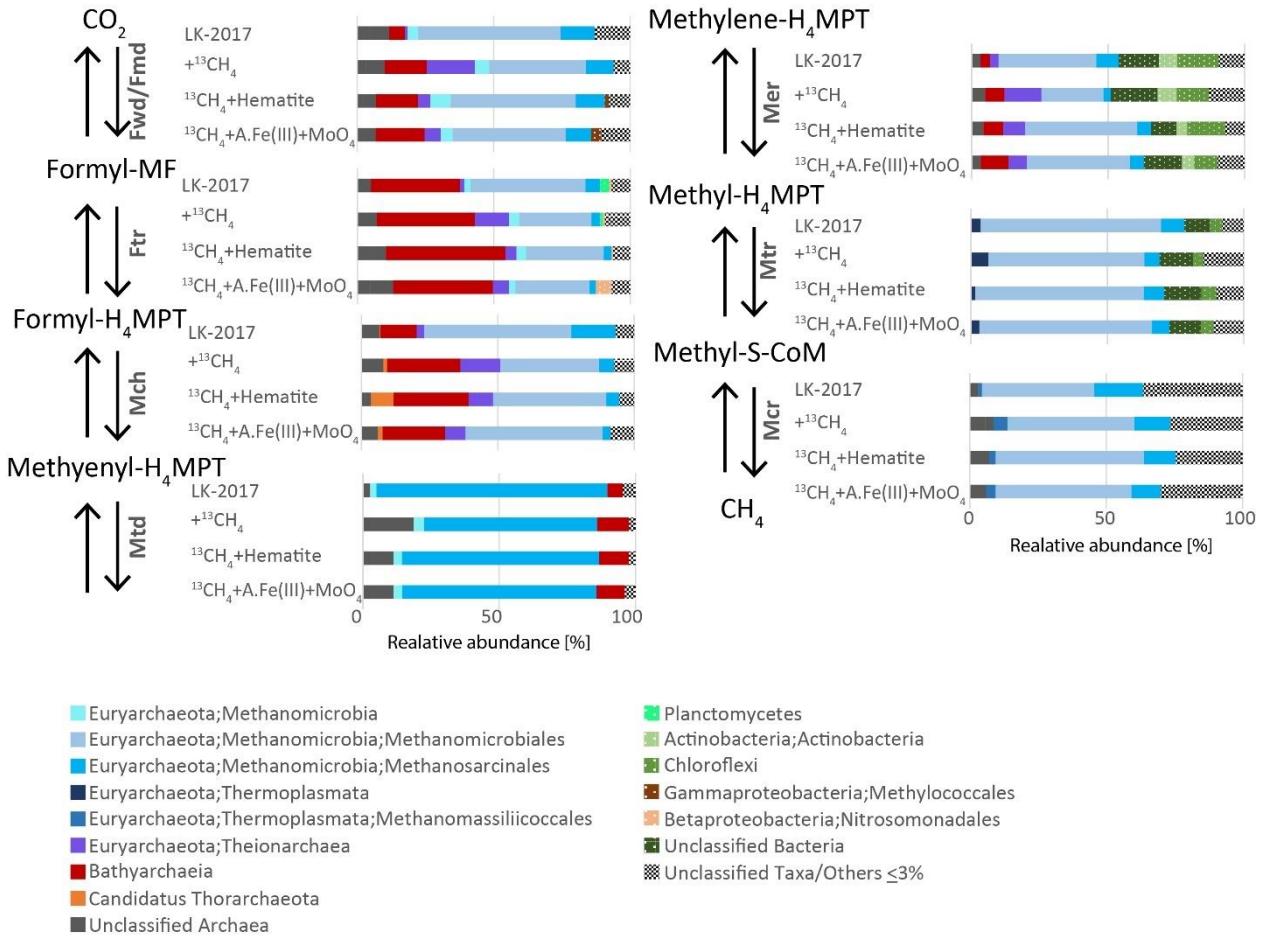 CO2
Fwd/Fmd
LK-2017
+13CH4
13CH4+Hematite
13CH4+A.Fe(III)+MoO4
Formyl-MF
Ftr
LK-2017
+13CH4
13CH4+Hematite
13CH4+A.Fe(III)+MoO4
Formyl-H4MPT
Mch
LK-2017
+13CH4
13CH4+Hematite
13CH4+A.Fe(III)+MoO4
Methyenyl-H4MPT
Mtd
LK-2017
+13CH4
13CH4+Hematite
13CH4+A.Fe(III)+MoO4
0 50 100
Realative abundance [%]
Methylene-H4MPT
Mer
LK-2017
+13CH4
13CH4+Hematite
13CH4+A.Fe(III)+MoO4
Methyl-H4MPT
Mtr
LK-2017
+13CH4
13CH4+Hematite
13CH4+A.Fe(III)+MoO4
Methyl-S-CoM
Mcr
LK-2017
+13CH4
13CH4+Hematite
13CH4+A.Fe(III)+MoO4
CH4
0 50 100
Realative abundance [%]
Euryarchaeota;Methanomicrobia
Euryarchaeota;Methanomicrobia;Methanomicrobiales
Euryarchaeota;Methanomicrobia;Methanosarcinales
Euryarchaeota;Thermoplasmata
Euryarchaeota;Thermoplasmata;Methanomassiliicoccales
Euryarchaeota;Theionarchaea
Bathyarchaeia
Candidatus Thorarchaeota
Unclassified Archaea
Planctomycetes
Actinobacteria;Actinobacteria
Chloroflexi
Gammaproteobacteria;Methylococcales
Betaproteobacteria;Nitrosomonadales
Unclassified Bacteria
Unclassified Taxa/Others ≤3%